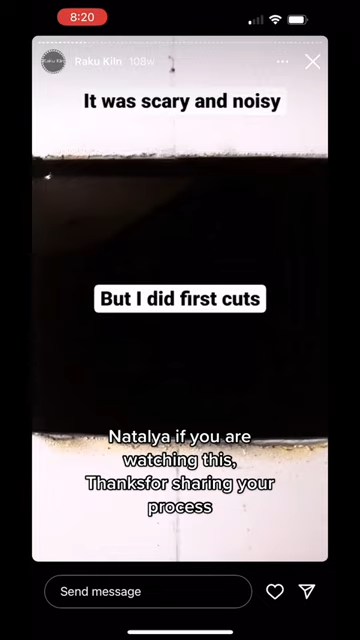 8:20
Raku Kiln 108w
It was scary and noisy
But I did first cuts
Natalya if you are
watching this,
Thanksfor sharing your
process
Send message